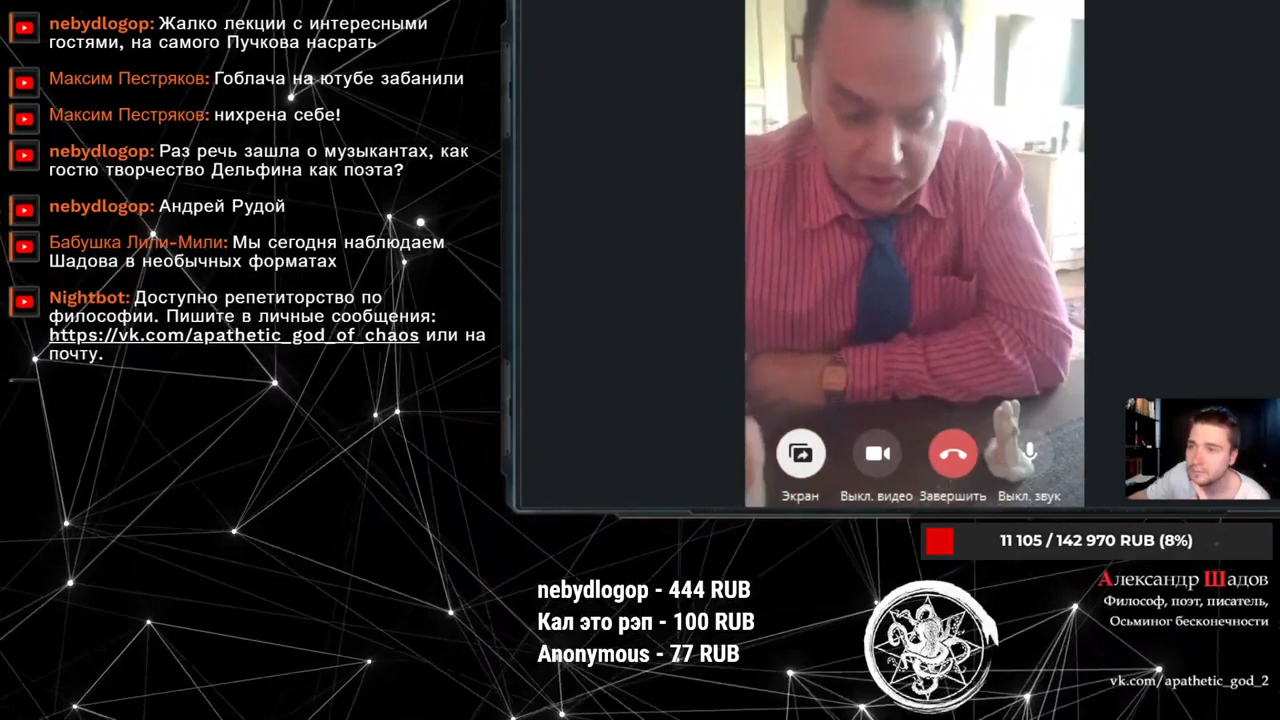 nebydlogop: Жалко лекции с интересными
гостями, на самого Пучкова насрать
Максим Пестряков: Гоблача на ютубе забанили
Максим Пестряков: нихрена себе!
nebydlogop: Раз речь зашла о музыкантах, как
гостю творчество Дельфина как поэта?
nebydlogop: Андрей Рудой
Бабушка Лили-Мили: Мы сегодня наблюдаем
Шадова в необычных форматах
Nightbot: Доступно репетиторство по
философии. Пишите в личные сообщения:
https://vk.com/apathetic_god_of_chaos или на
почту.
Экран
Выкл. видео
Завершить
Выкл. звук
11 105 / 142 970 RUB (8%)
nebydlogop - 444 RUB
Кал это рэп - 100 RUB
Anonymous - 77 RUB
Александр Шадов
Философ, поэт, писатель,
Осьминог бесконечности
vk.com/apathetic_god_2